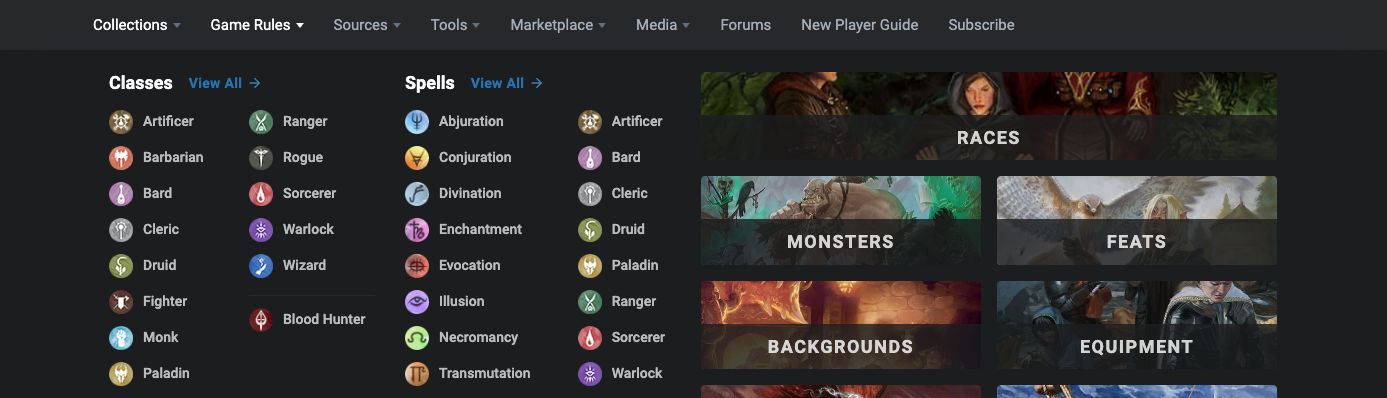 Collections Game Rules Sources Tools Marketplace Media Forums New Player Guide Subscribe
Classes View All →
Artificer
Barbarian
Bard
Cleric
Druid
Fighter
Monk
Paladin
Ranger
Rogue
Sorcerer
Warlock
Wizard
Blood Hunter
Spells View All →
Abjuration
Conjuration
Divination
Enchantment
Evocation
Illusion
Necromancy
Transmutation
Artificer
Bard
Cleric
Druid
Paladin
Ranger
Sorcerer
Warlock
RACES
MONSTERS
FEATS
BACKGROUNDS
EQUIPMENT